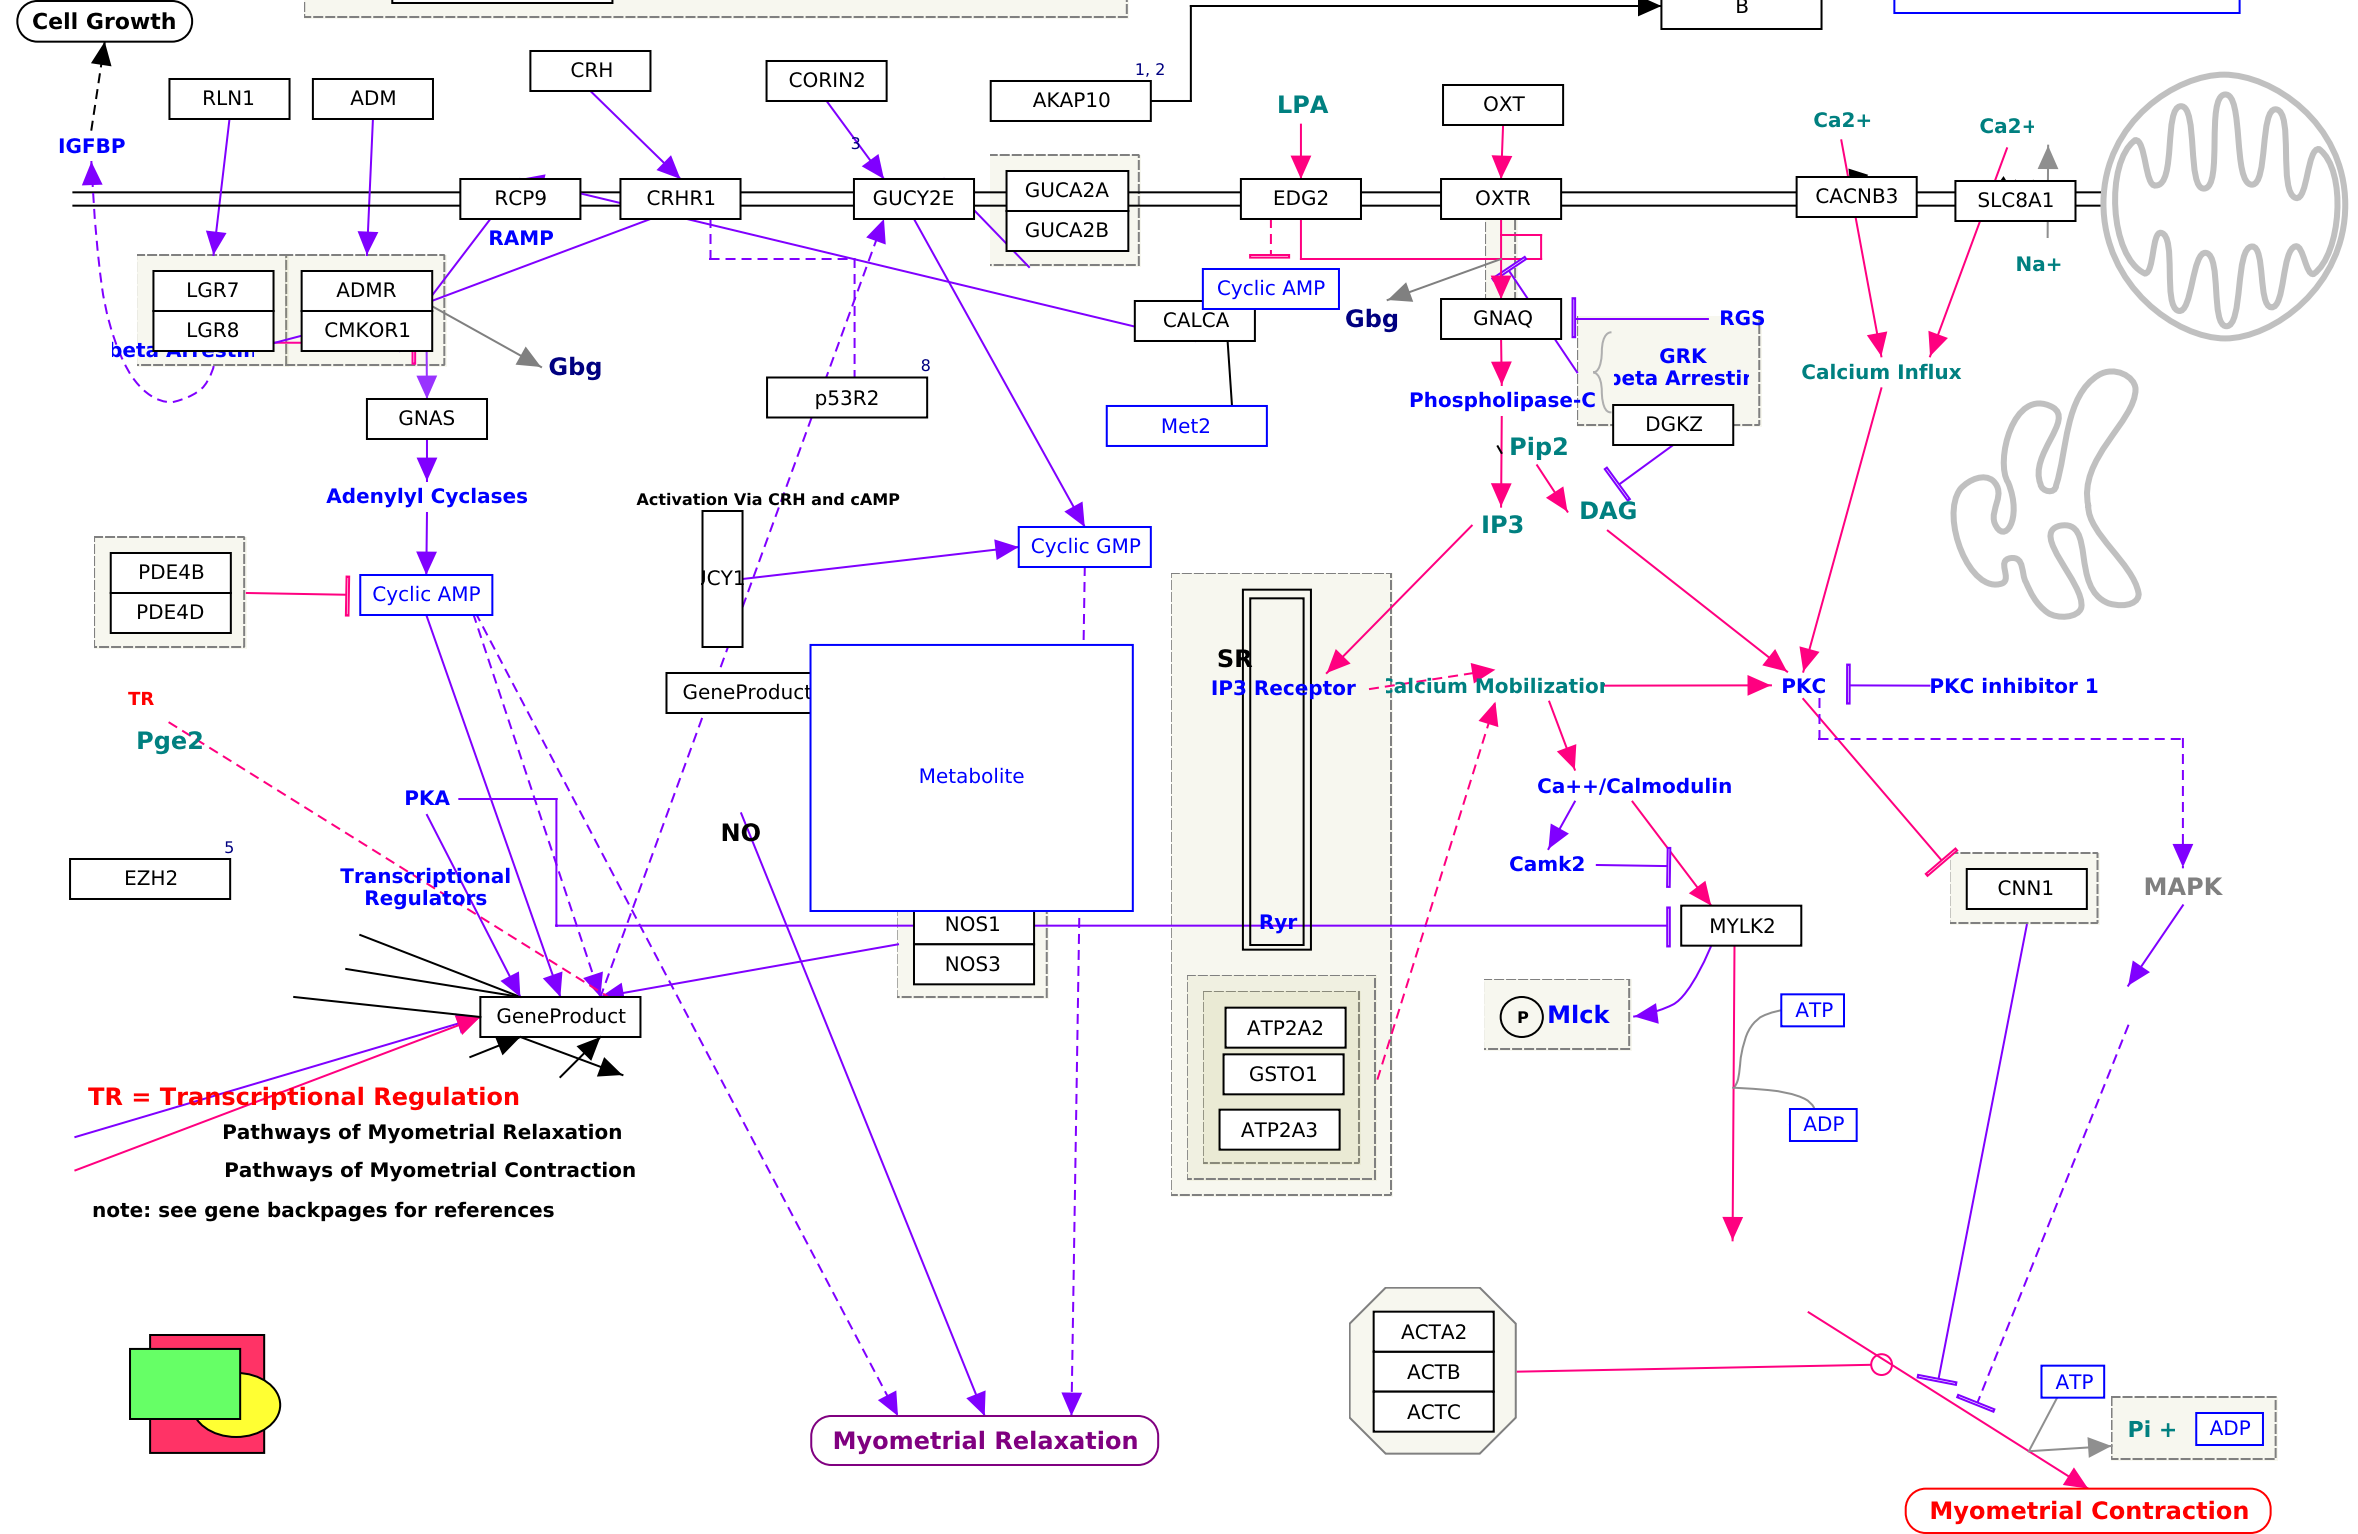 Cell Growth
B
CRH
CORIN2
1, 2
RLN1
ADM
AKAP10
LPA
OXT
Ca2+
Ca2+
IGFBP
3
RCP9
CRHR1
GUCY2E
GUCA2A
GUCA2B
EDG2
OXTR
CACNB3
SLC8A1
RAMP
Na+
LGR7
LGR8
ADMR
CMKOR1
beta Arrestin
Cyclic AMP
CALCA
Gbg
GNAQ
RGS
Gbg
GRK
beta Arrestin
Calcium Influx
8
p53R2
GNAS
Met2
Phospholipase-C
DGKZ
Pip2
Adenylyl Cyclases
Activation Via CRH and cAMP
DAG
IP3
Cyclic GMP
PDE4B
PDE4D
Cyclic AMP
SR
IP3 Receptor
Calcium Mobilization
PKC
PKC inhibitor 1
TR
GeneProduct
Pge2
Metabolite
Ca++/Calmodulin
PKA
NO
5
EZH2
Transcriptional
Regulators
Camk2
CNN1
MAPK
NOS1
NOS3
Ryr
MYLK2
GeneProduct
ATP2A2
GSTO1
ATP2A3
P
Mlck
ATP
ADP
TR = Transcriptional Regulation
Pathways of Myometrial Relaxation
Pathways of Myometrial Contraction
note: see gene backpages for references
ACTA2
ACTB
ACTC
ATP
Pi +
ADP
Myometrial Relaxation
Myometrial Contraction